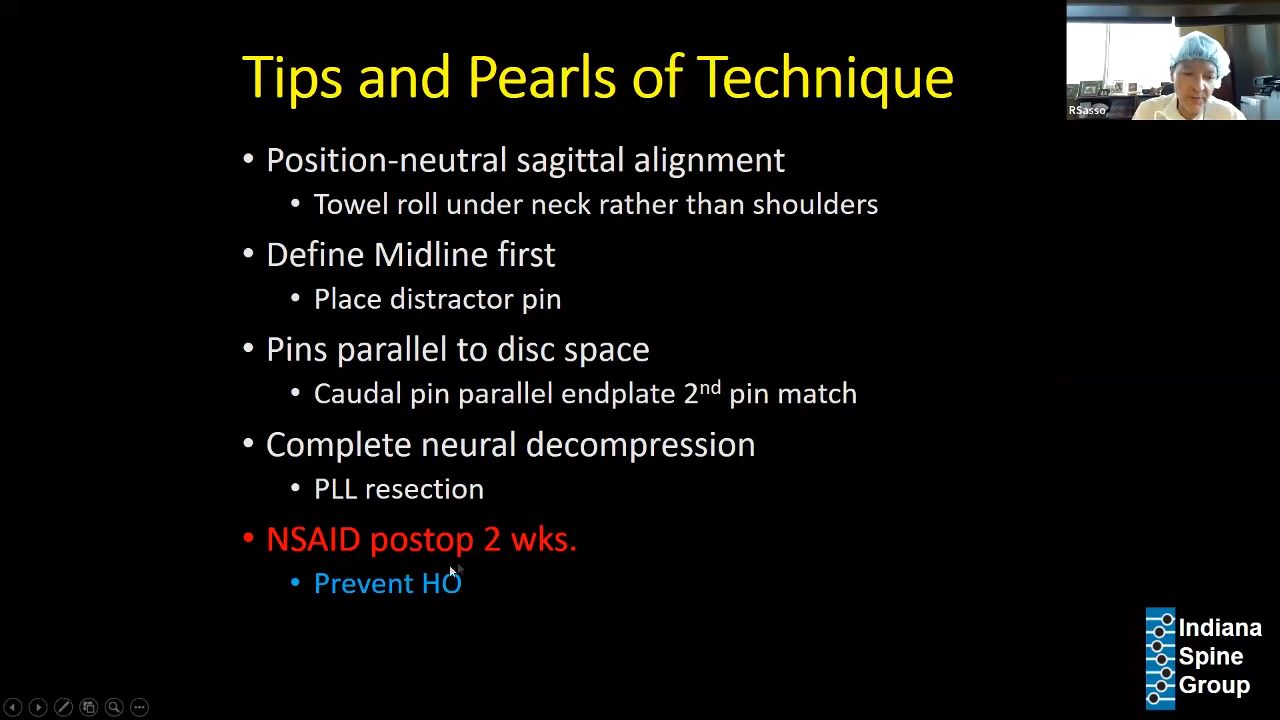 Tips and Pearls of Technique
RSasso
• Position-neutral sagittal alignment
• Towel roll under neck rather than shoulders
• Define Midline first
• Place distractor pin
• Pins parallel to disc space
• Caudal pin parallel endplate 2nd pin match
• Complete neural decompression
• PLL resection
• NSAID postop 2 wks.
• Prevent HO
Indiana
Spine
Group